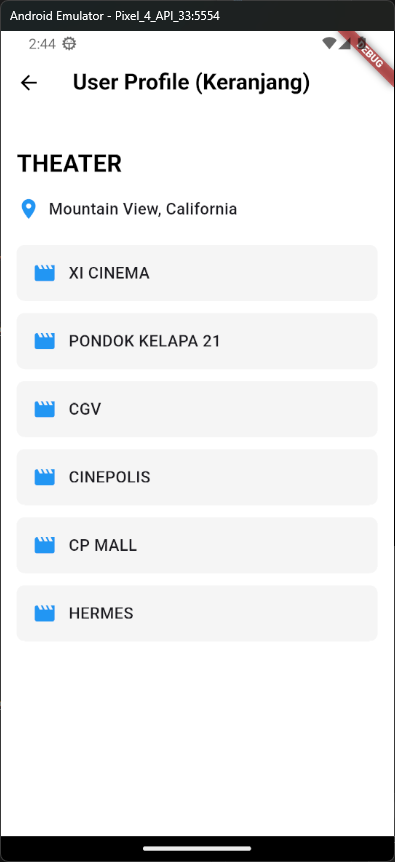 Android Emulator - Pixel_4_API_33:5554
2:44
DEBUG
User Profile (Keranjang)
THEATER
Mountain View, California
XI CINEMA
PONDOK KELAPA 21
CGV
CINEPOLIS
CP MALL
HERMES